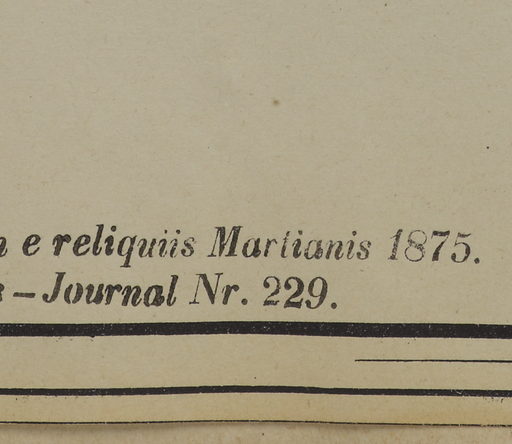 e reliquiis Martianis 1875.
–Journal Nr. 229.